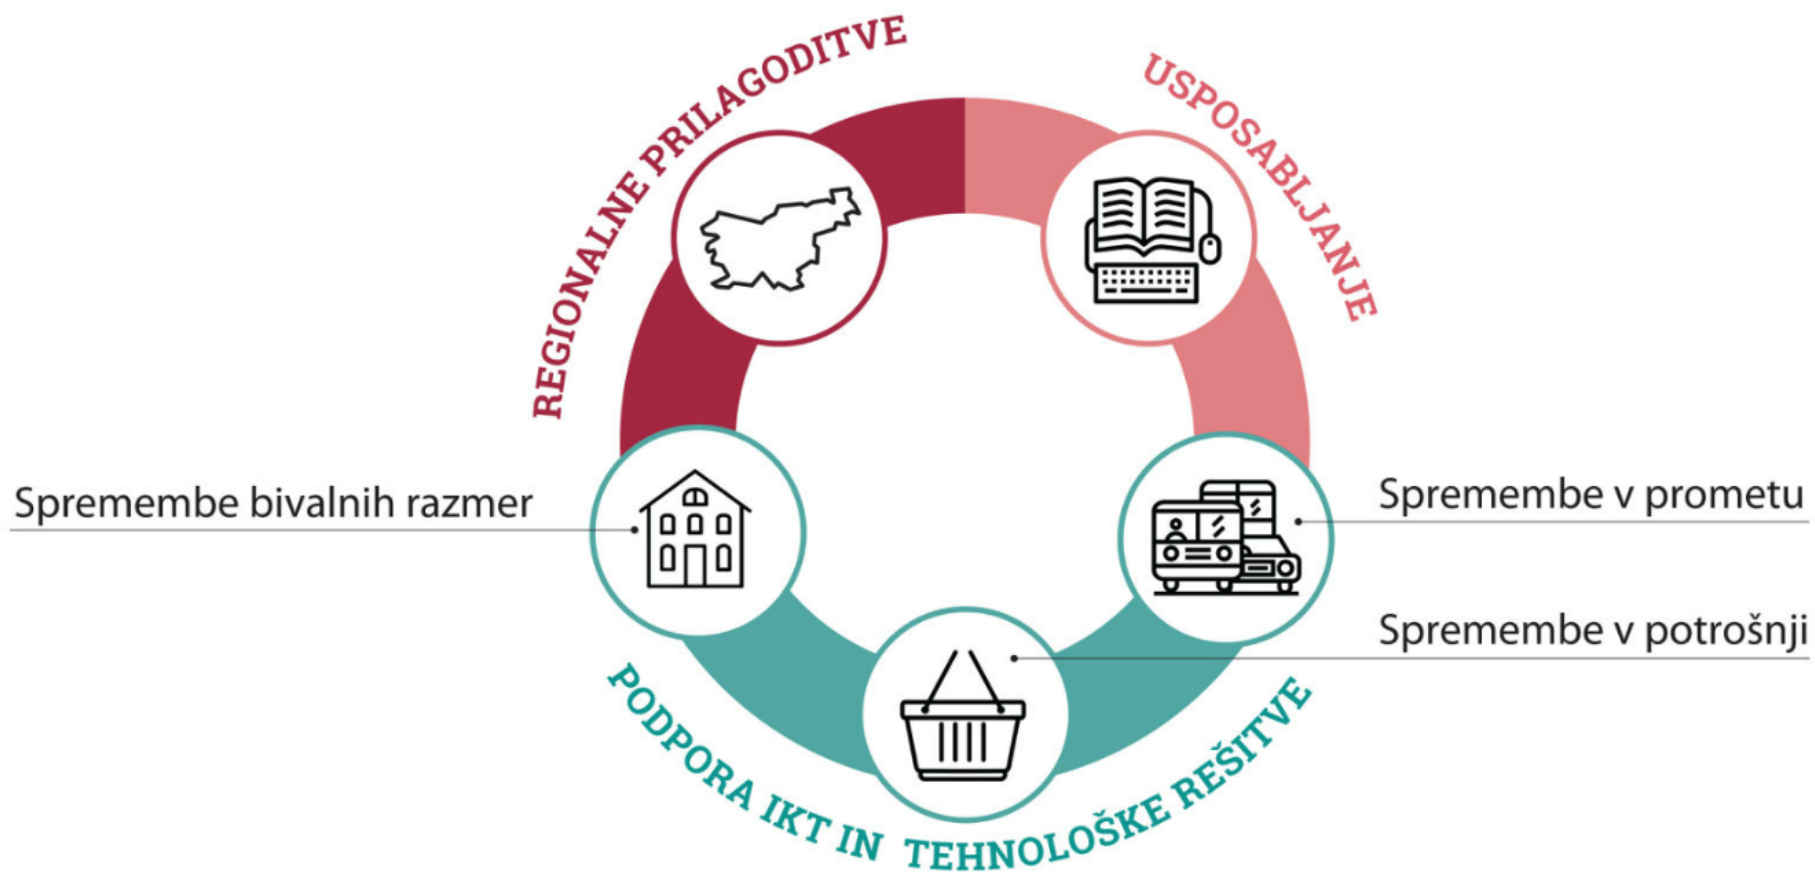 REGIONALNE PRILAGODITVE
USPOSABLJANJE
Spremembe bivalnih razmer
Spremembe v prometu
Spremembe v potrošnji
PODPORA IKT IN TEHNOLOŠKE REŠITVE